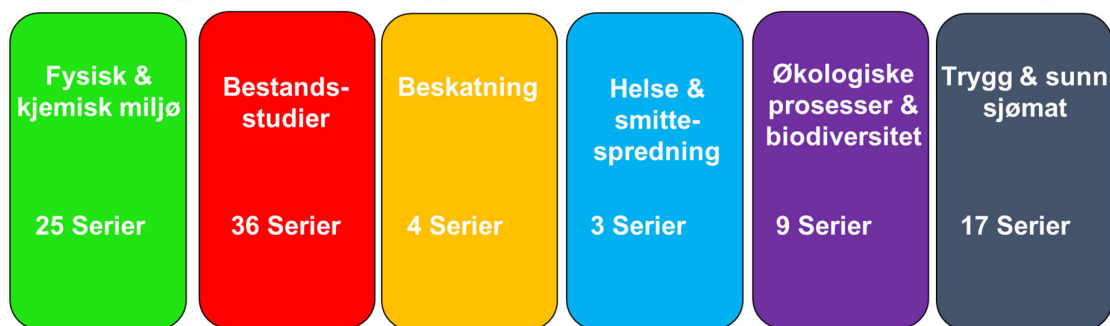 Fysisk &
kjemisk miljø
25 Serier
Bestands-
studier
36 Serier
Beskatning
4 Serier
Helse &
smitte-
spredning
3 Serier
Økologiske
prosesser &
biodiversitet
9 Serier
Trygg & sunn
sjømat
17 Serier